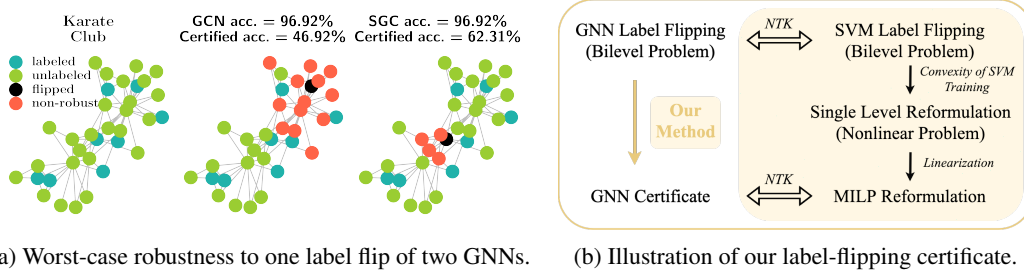 Karate
Club
GCN acc. = 96.92%
Certified acc. = 46.92%
SGC acc. = 96.92%
Certified acc. = 62.31%
labeled
unlabeled
flipped
non-robust
a) Worst-case robustness to one label flip of two GNNs.
GNN Label Flipping
(Bilevel Problem)
NTK
SVM Label Flipping
(Bilevel Problem)
Convexity of SVM
Training
Our
Method
Single Level Reformulation
(Nonlinear Problem)
Linearization
GNN Certificate
NTK
MILP Reformulation
(b) Illustration of our label-flipping certificate.